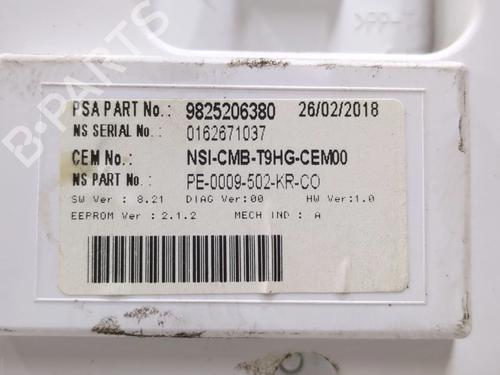 >PP-T
PSA PART No.: 9825206380 26/02/2018
NS SERIAL No.: 0162671037
CEM No.: NSI-CMB-T9HG-CEM00
NS PART No.: PE-0009-502-KR-CO
SW Ver: 8.21 DIAG Ver:00 HW Ver:1.0
EEPROM Ver: 2.1.2 MECH IND: A
B-PARTS